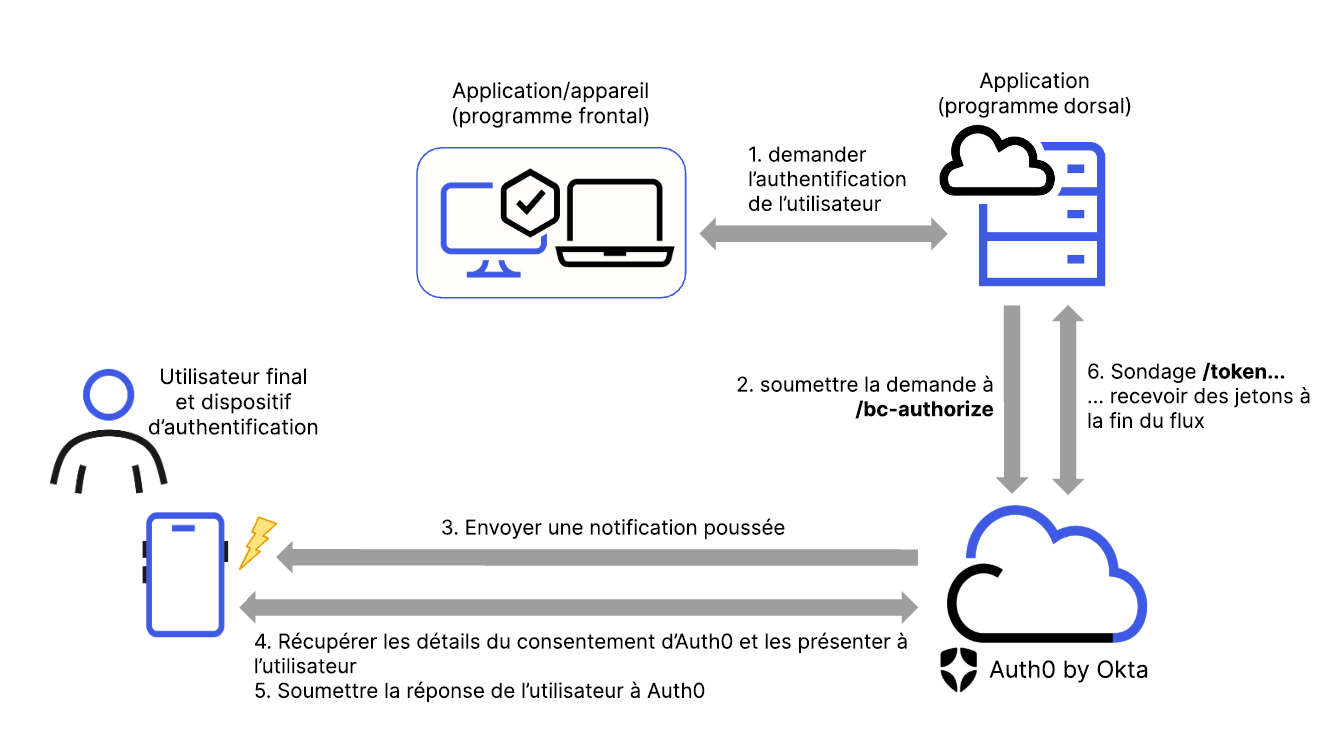 Application/appareil
(programme frontal)
Application
(programme dorsal)
1. demander
l’authentification
de l’utilisateur
Utilisateur final
et dispositif
d’authentification
2. soumettre la demande à
/bc-authorize
6. Sondage /token...
... recevoir des jetons à
la fin du flux
3. Envoyer une notification poussée
4. Récupérer les détails du consentement d’Auth0 et les présenter à
l’utilisateur
5. Soumettre la réponse de l’utilisateur à Auth0
Auth0 by Okta